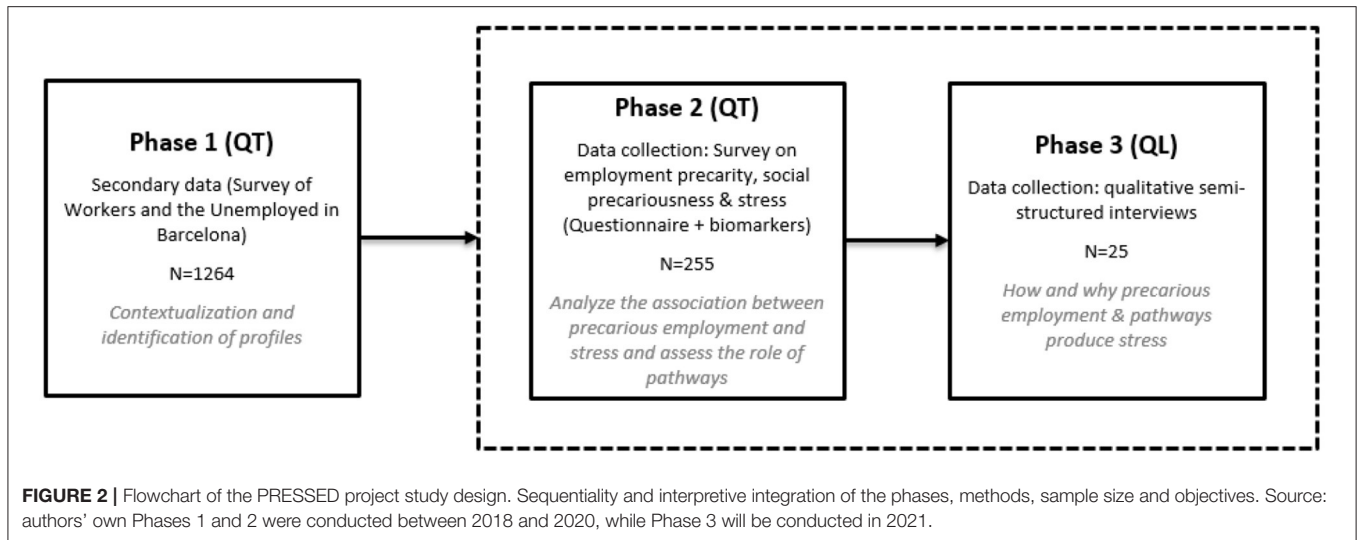 Phase 1 (QT)
Secondary data (Survey of
Workers and the Unemployed in
Barcelona)
N=1264
Contextualization and
identification of profiles
Phase 2 (QT)
Data collection: Survey on
employment precarity, social
precariousness & stress
(Questionnaire + biomarkers)
N=255
Analyze the association between
precarious employment and
stress and assess the role of
pathways
Phase 3 (QL)
Data collection: qualitative semi-
structured interviews
N=25
How and why precarious
employment & pathways
produce stress
FIGURE 2 | Flowchart of the PRESSED project study design. Sequentiality and interpretive integration of the phases, methods, sample size and objectives. Source:
authors' own Phases 1 and 2 were conducted between 2018 and 2020, while Phase 3 will be conducted in 2021.